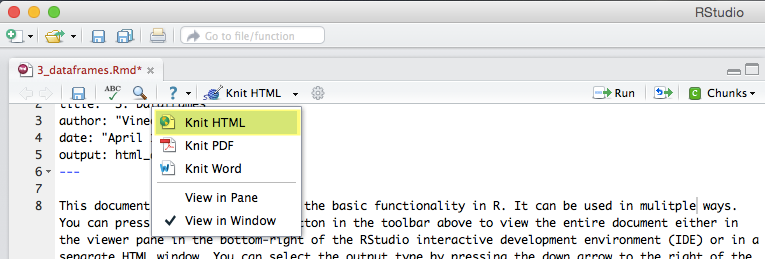 RStudio
Go to file/function
3_dataframes.Rmd*
ABC ? Knit HTML Run C Chunks
2 title: "3. Dataframes"
3 author: "Vine
4 date: "April
5 output: html_
6 ---
7
8 This document the basic functionality in R. It can be used in mulitple ways.
You can press tton in the toolbar above to view the entire document either in
the viewer pane in the bottom-right of the RStudio interactive development environment (IDE) or in a
separate HTML window. You can select the output type by pressing the down arrow to the right of the
Knit HTML
Knit PDF
Knit Word
View in Pane
View in Window